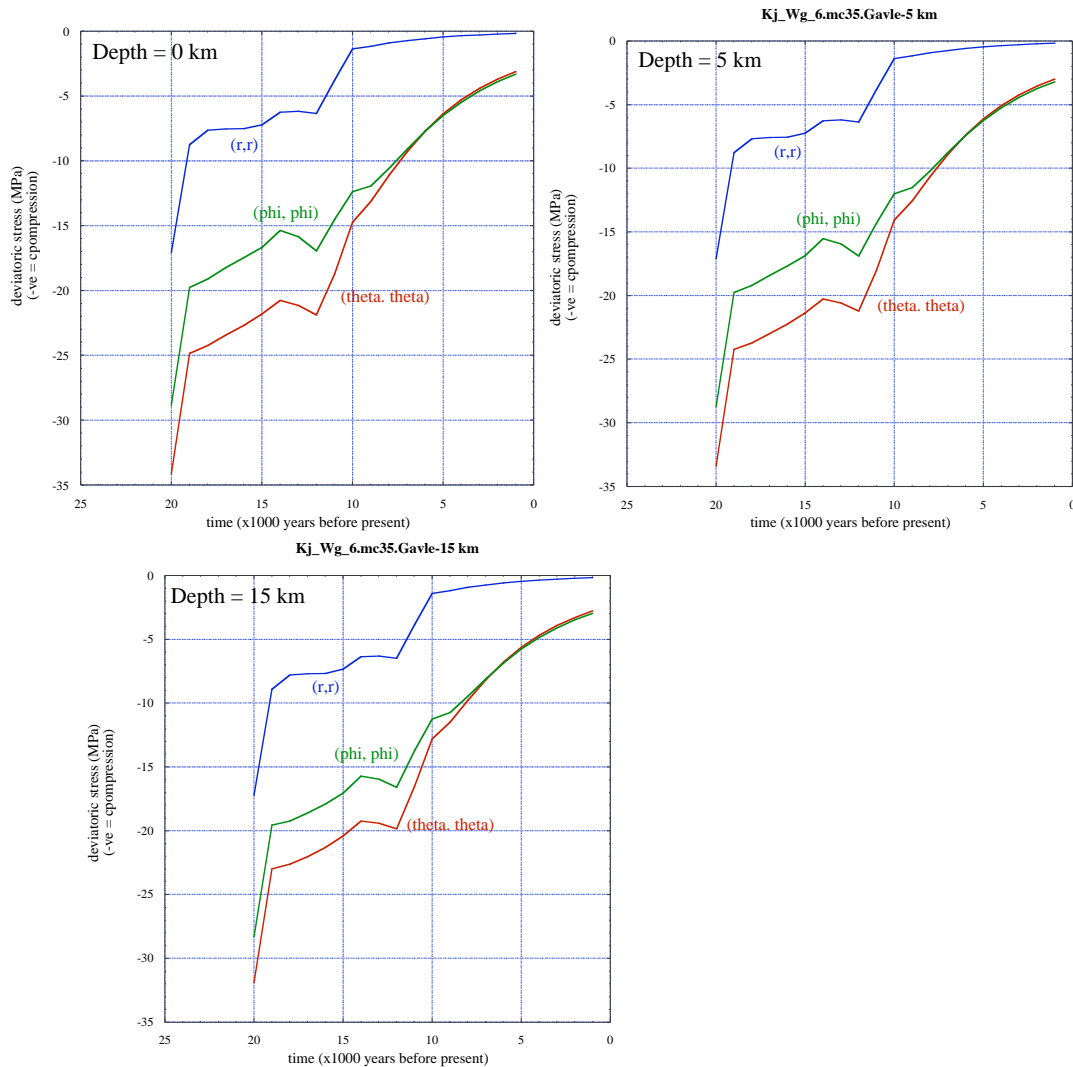 Depth = 0 km
0
-5
-10
-15
-20
-25
-30
-35
deviatoric stress (MPa)
(-ve = cpompression)
(r,r)
(phi, phi)
(theta. theta)
25 20 15 10 5 0
time (x1000 years before present)
Kj_Wg_6.mc35.Gavle-5 km
Depth = 5 km
0
-5
-10
-15
-20
-25
-30
-35
deviatoric stress (MPa)
(-ve = cpompression)
(r,r)
(phi, phi)
(theta. theta)
25 20 15 10 5 0
time (x1000 years before present)
Kj_Wg_6.mc35.Gavle-15 km
Depth = 15 km
0
-5
-10
-15
-20
-25
-30
-35
deviatoric stress (MPa)
(-ve = cpompression)
(r,r)
(phi, phi)
(theta. theta)
25 20 15 10 5 0
time (x1000 years before present)